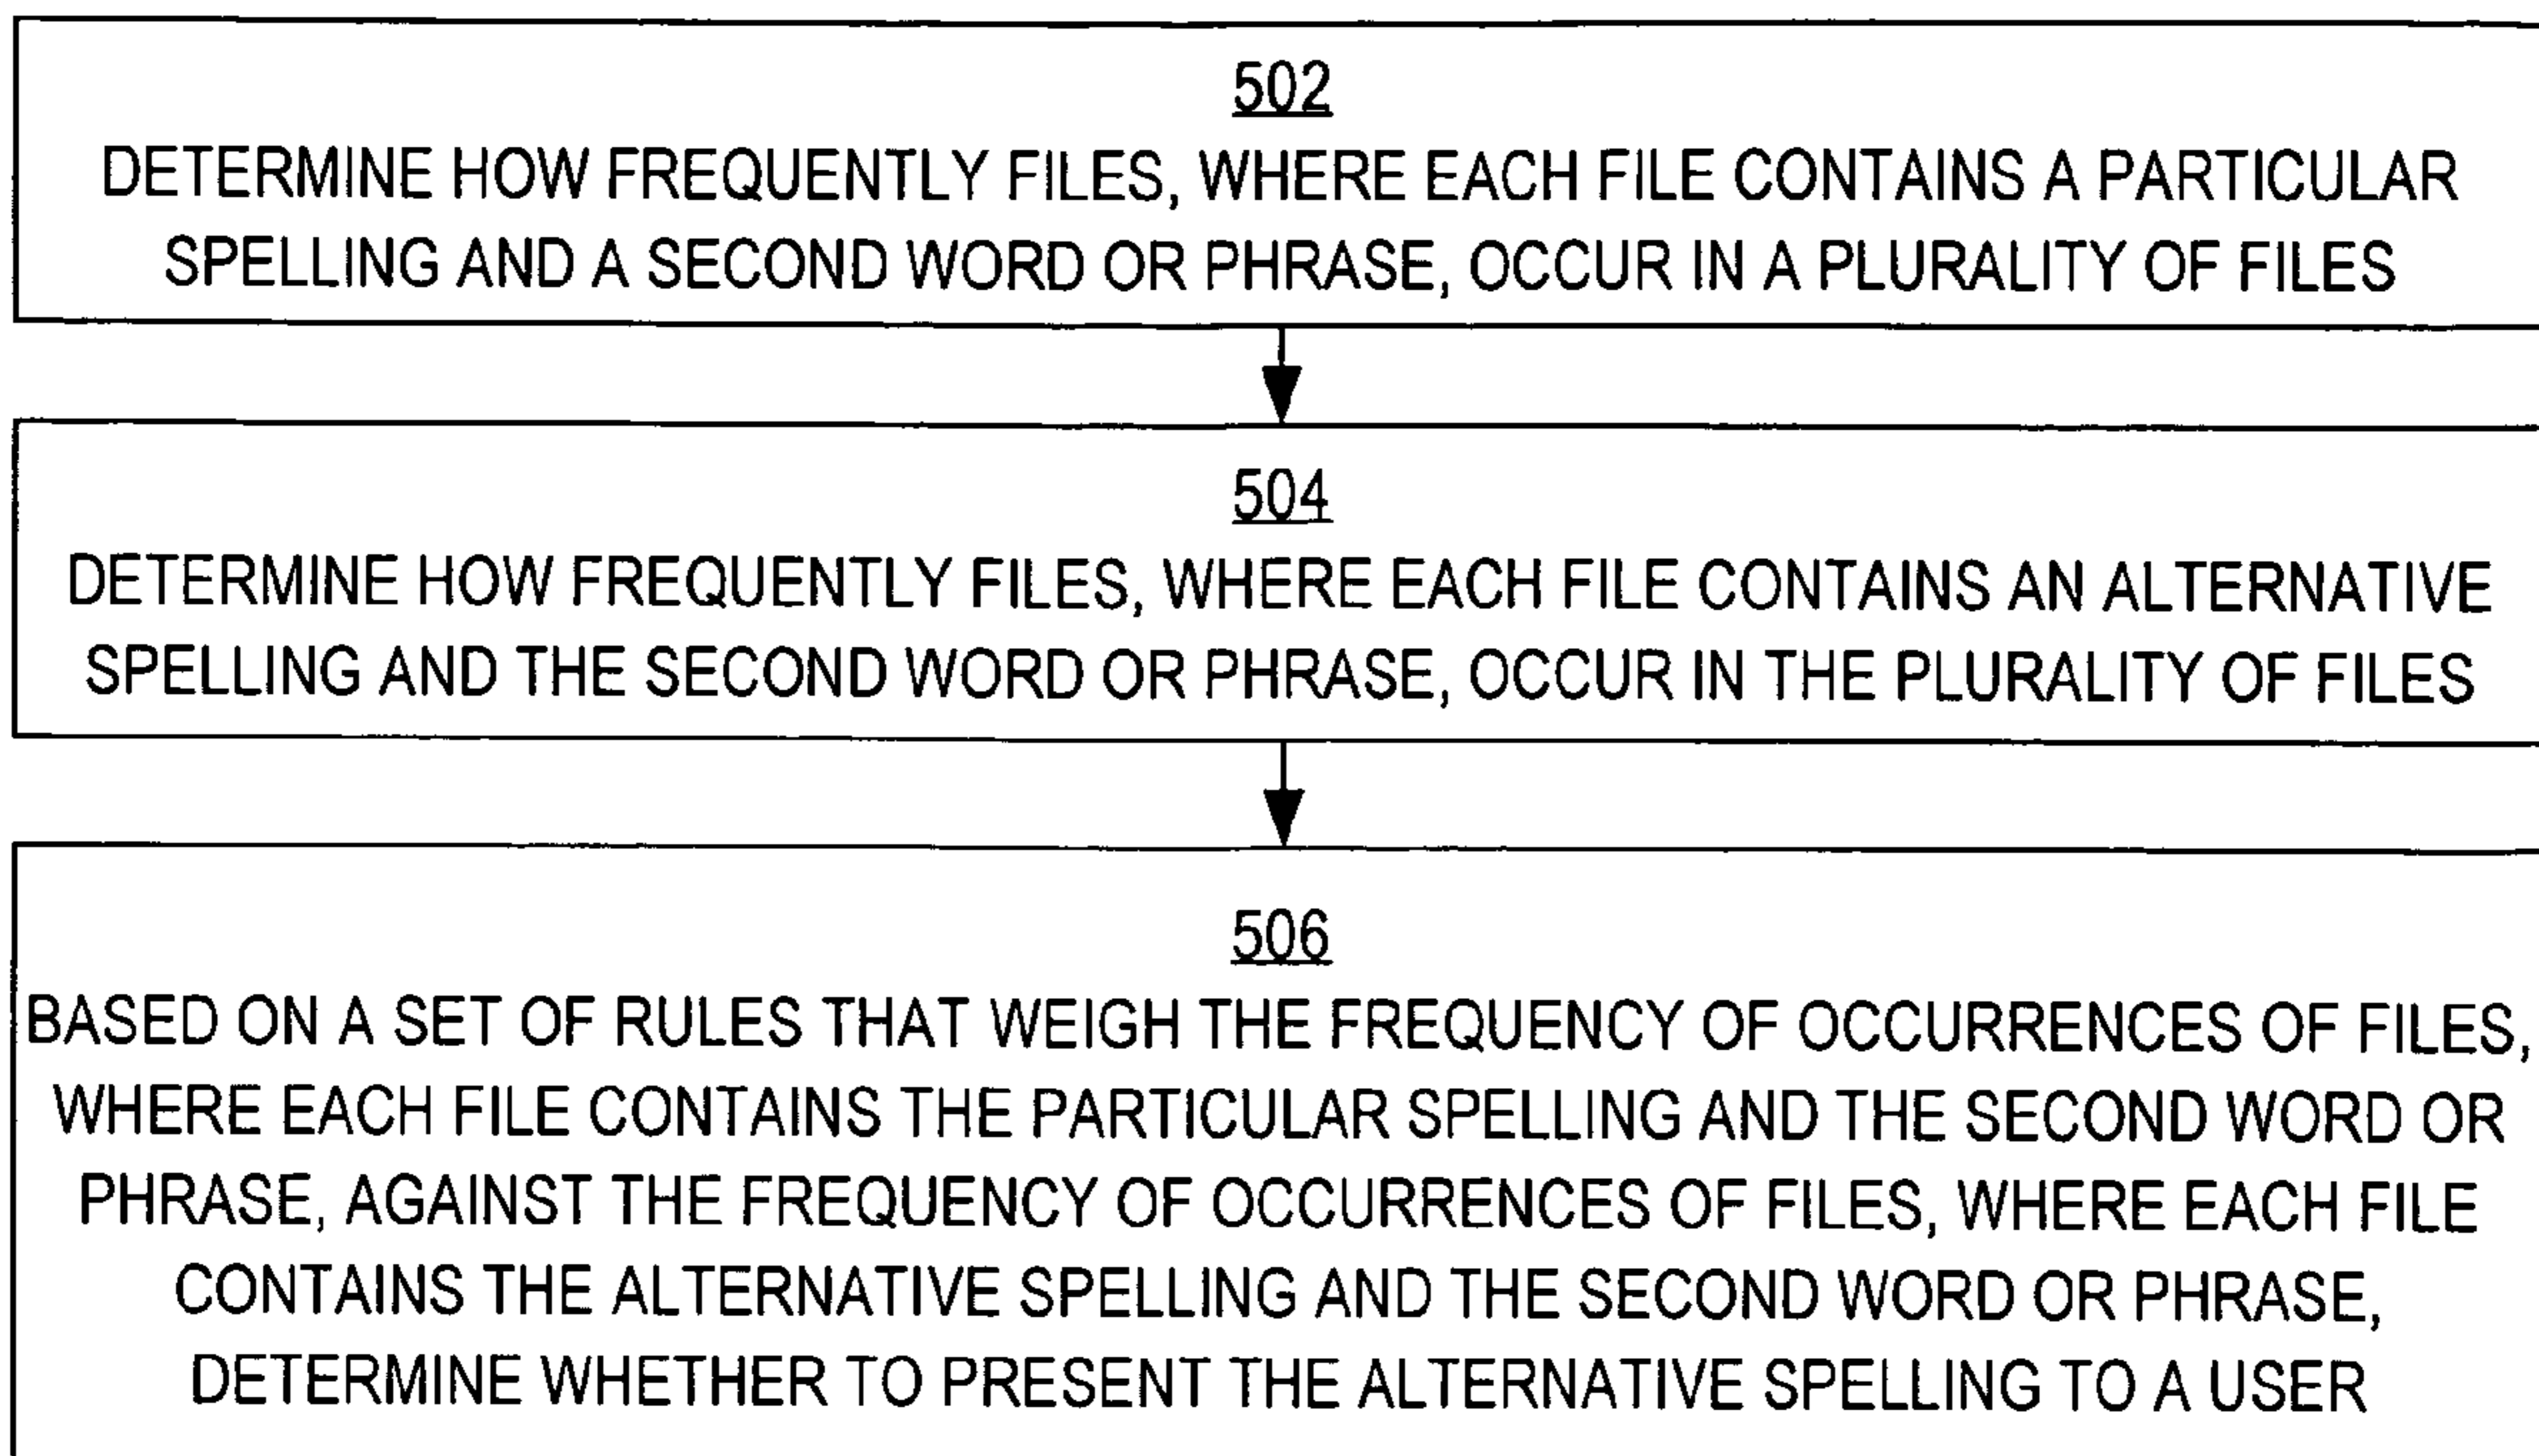 502
DETERMINE HOW FREQUENTLY FILES, WHERE EACH FILE CONTAINS A PARTICULAR
SPELLING AND A SECOND WORD OR PHRASE, OCCUR IN A PLURALITY OF FILES
504
DETERMINE HOW FREQUENTLY FILES, WHERE EACH FILE CONTAINS AN ALTERNATIVE
SPELLING AND THE SECOND WORD OR PHRASE, OCCUR IN THE PLURALITY OF FILES
506
BASED ON A SET OF RULES THAT WEIGH THE FREQUENCY OF OCCURRENCES OF FILES,
WHERE EACH FILE CONTAINS THE PARTICULAR SPELLING AND THE SECOND WORD OR
PHRASE, AGAINST THE FREQUENCY OF OCCURRENCES OF FILES, WHERE EACH FILE
CONTAINS THE ALTERNATIVE SPELLING AND THE SECOND WORD OR PHRASE,
DETERMINE WHETHER TO PRESENT THE ALTERNATIVE SPELLING TO A USER